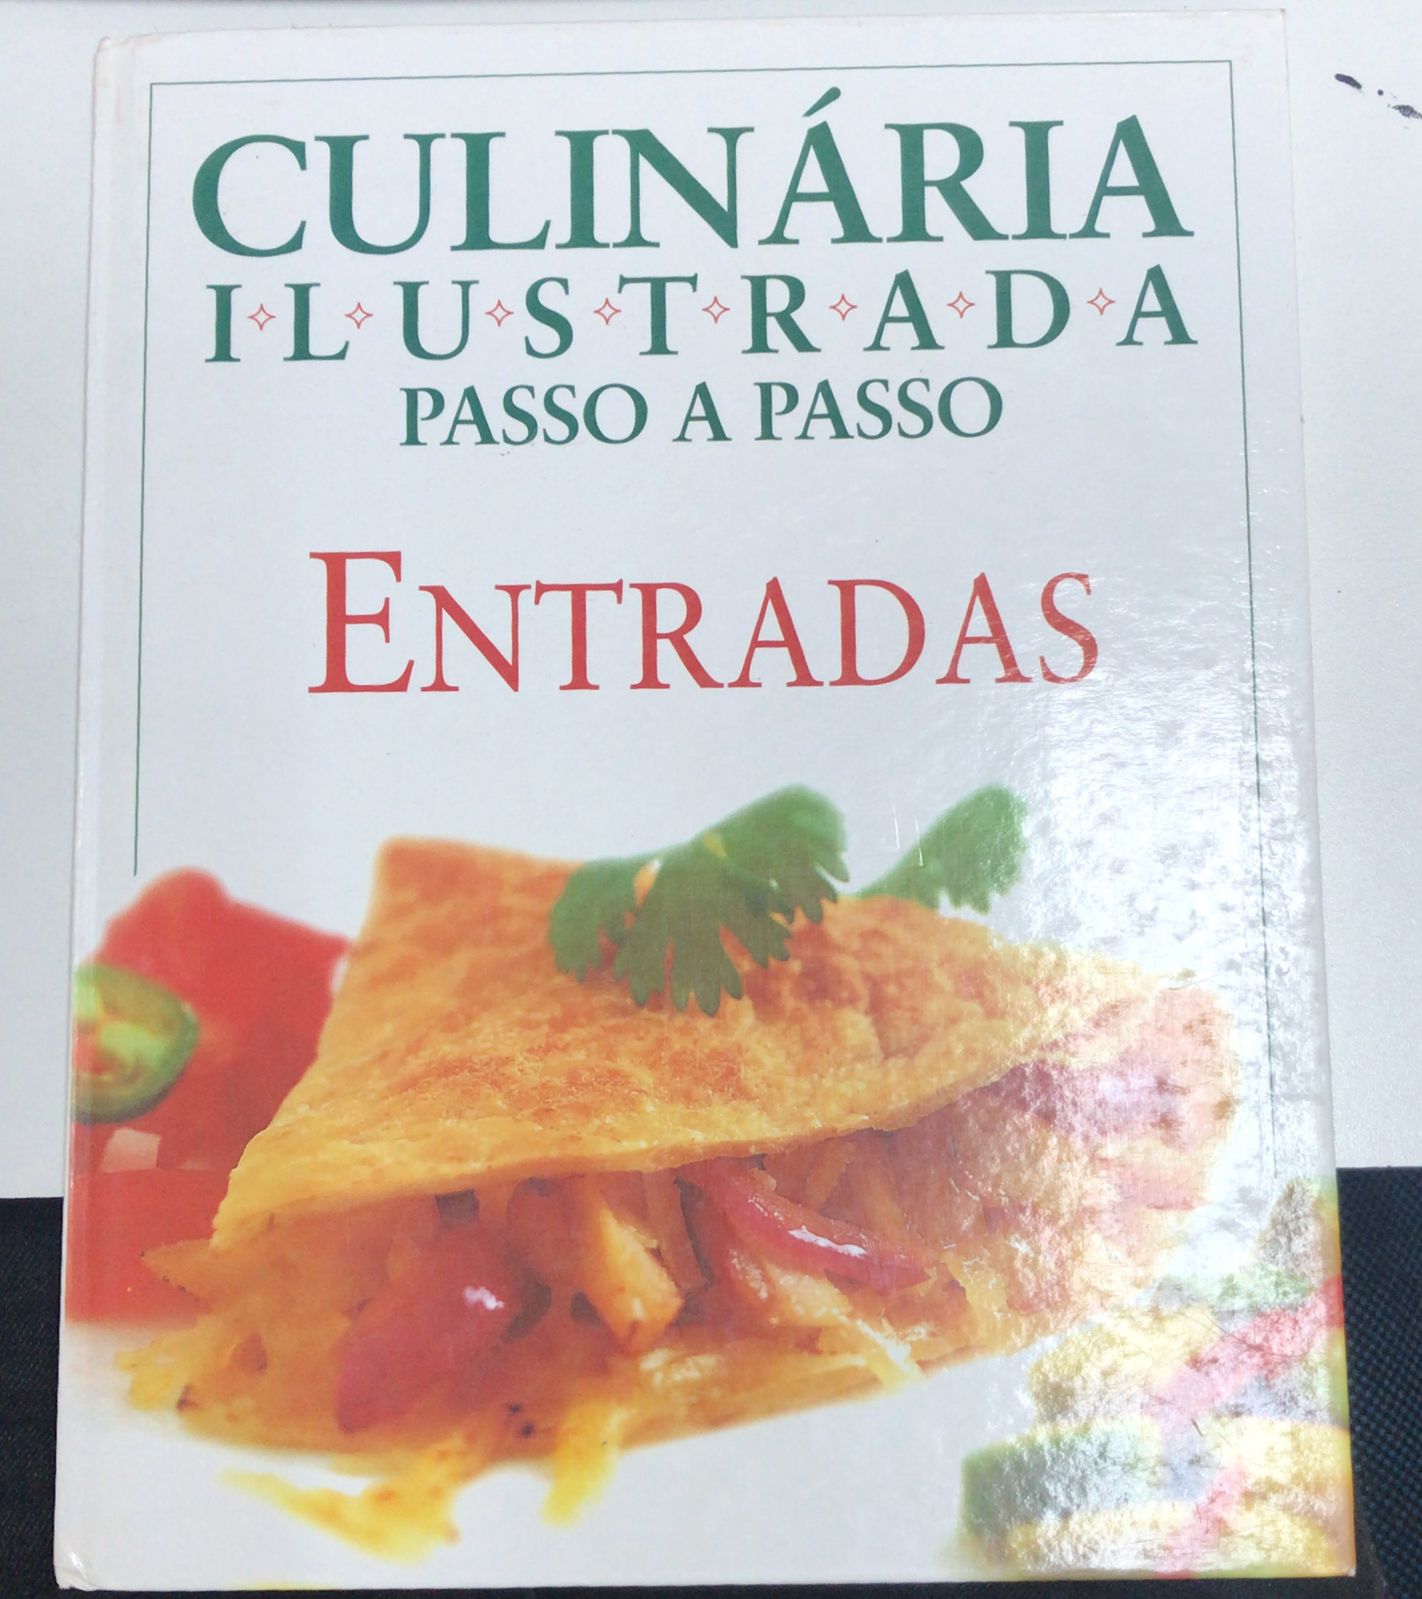 CULINÁRIA
I⟡L⟡U⟡S⟡T⟡R⟡A⟡D⟡A
PASSO A PASSO
ENTRADAS